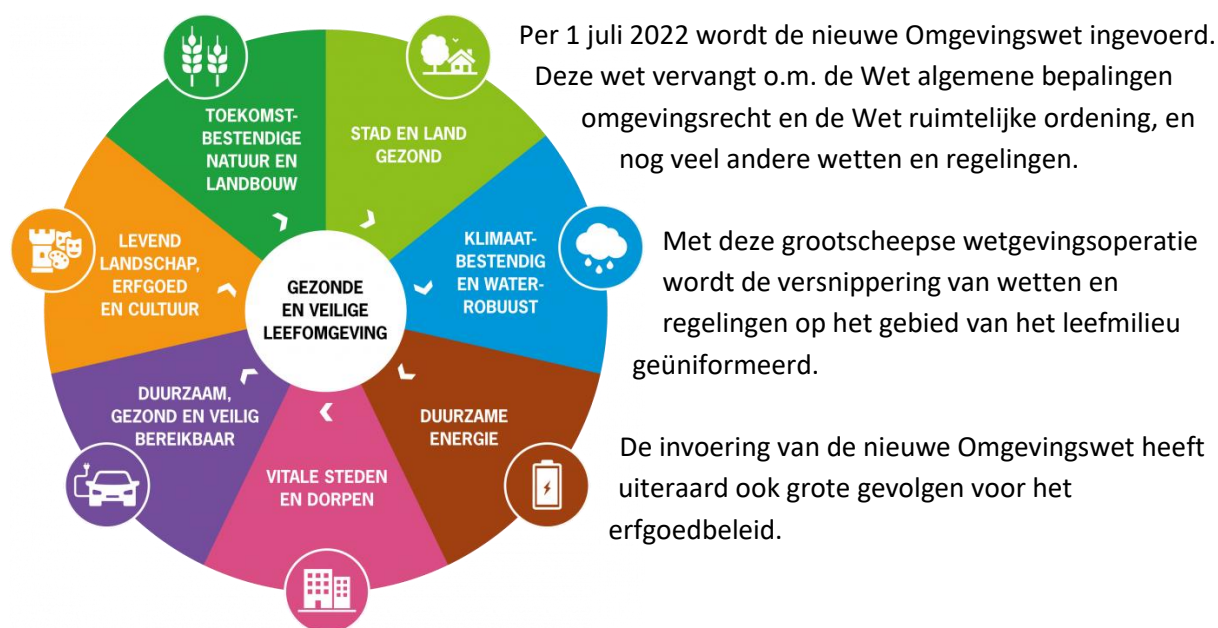 Per 1 juli 2022 wordt de nieuwe Omgevingswet ingevoerd.
Deze wet vervangt o.m. de Wet algemene bepalingen
omgevingsrecht en de Wet ruimtelijke ordening, en
nog veel andere wetten en regelingen.
Met deze grootscheepse wetgevingsoperatie
wordt de versnippering van wetten en
regelingen op het gebied van het leefmilieu
geüniformeerd.
De invoering van de nieuwe Omgevingswet heeft
uiteraard ook grote gevolgen voor het
erfgoedbeleid.
TOEKOMST-
BESTENDIGE
NATUUR EN
LANDBOUW
STAD EN LAND
GEZOND
KLIMAAT-
BESTENDIG
EN WATER-
ROBUUST
DUURZAME
ENERGIE
VITALE STEDEN
EN DORPEN
DUURZAAM,
GEZOND EN VEILIG
BEREIKBAAR
LEVEND
LANDSCHAP,
ERFGOED
EN CULTUUR
GEZONDE
EN VEILIGE
LEEFOMGEVING